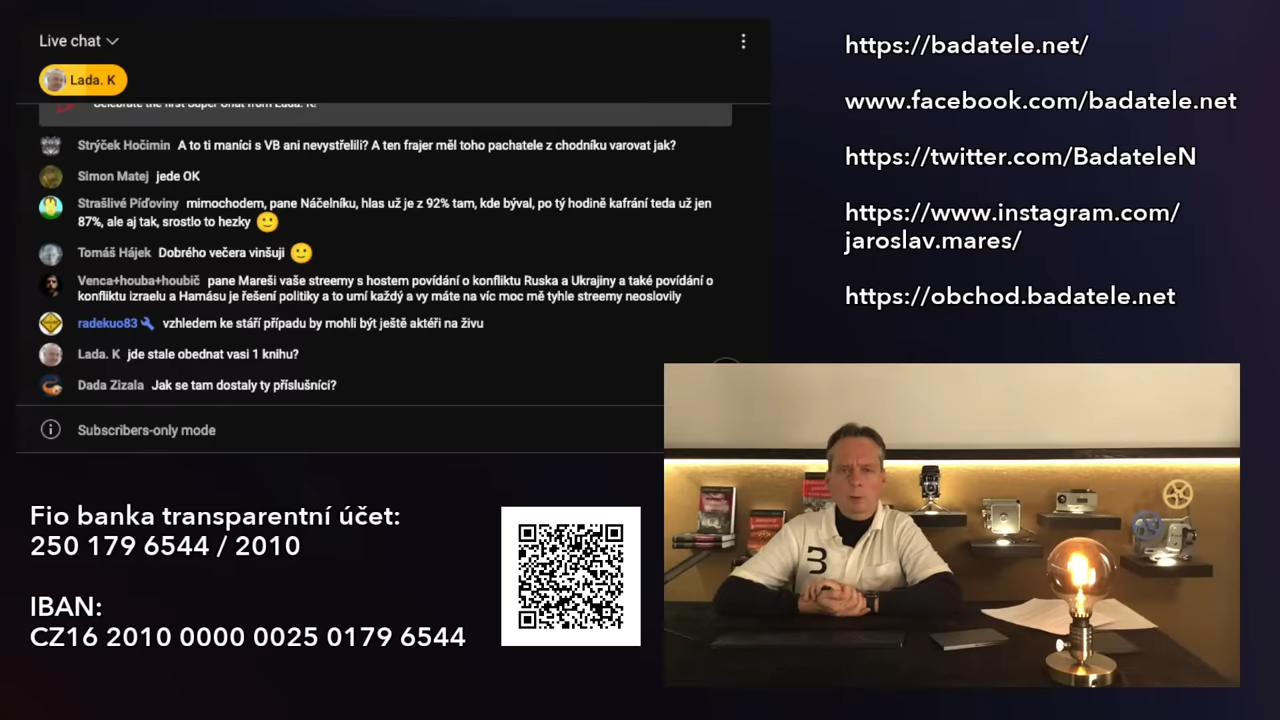 Live chat
Lada. K
Celebrate the first Super Chat from Lada. K!
Strýček Hočimin A to ti maníci s VB ani nevystřelili? A ten frajer měl toho pachatele z chodníku varovat jak?
Simon Matej jede OK
Strašlivé Píďoviny mimochodem, pane Náčelníku, hlas už je z 92% tam, kde býval, po tý hodině kafrání teda už jen
87%, ale aj tak, srostlo to hezky 🙂
Tomáš Hájek Dobrého večera vinšuji 🙂
Venca+houba+houbič pane Mareši vaše streemy s hostem povídání o konfliktu Ruska a Ukrajiny a také povídání o
konfliktu izraelu a Hamásu je řešení politiky a to umí každý a vy máte na víc moc mě tyhle streemy neoslovily
radekuo83 vzhledem ke stáří případu by mohli být ještě aktéři na živu
Lada. K jde stale obednat vasi 1 knihu?
Dada Zizala Jak se tam dostaly ty příslušníci?
Subscribers-only mode
https://badatele.net/
www.facebook.com/badatele.net
https://twitter.com/BadateleN
https://www.instagram.com/
jaroslav.mares/
https://obchod.badatele.net
Fio banka transparentní účet:
250 179 6544 / 2010
IBAN:
CZ16 2010 0000 0025 0179 6544
B